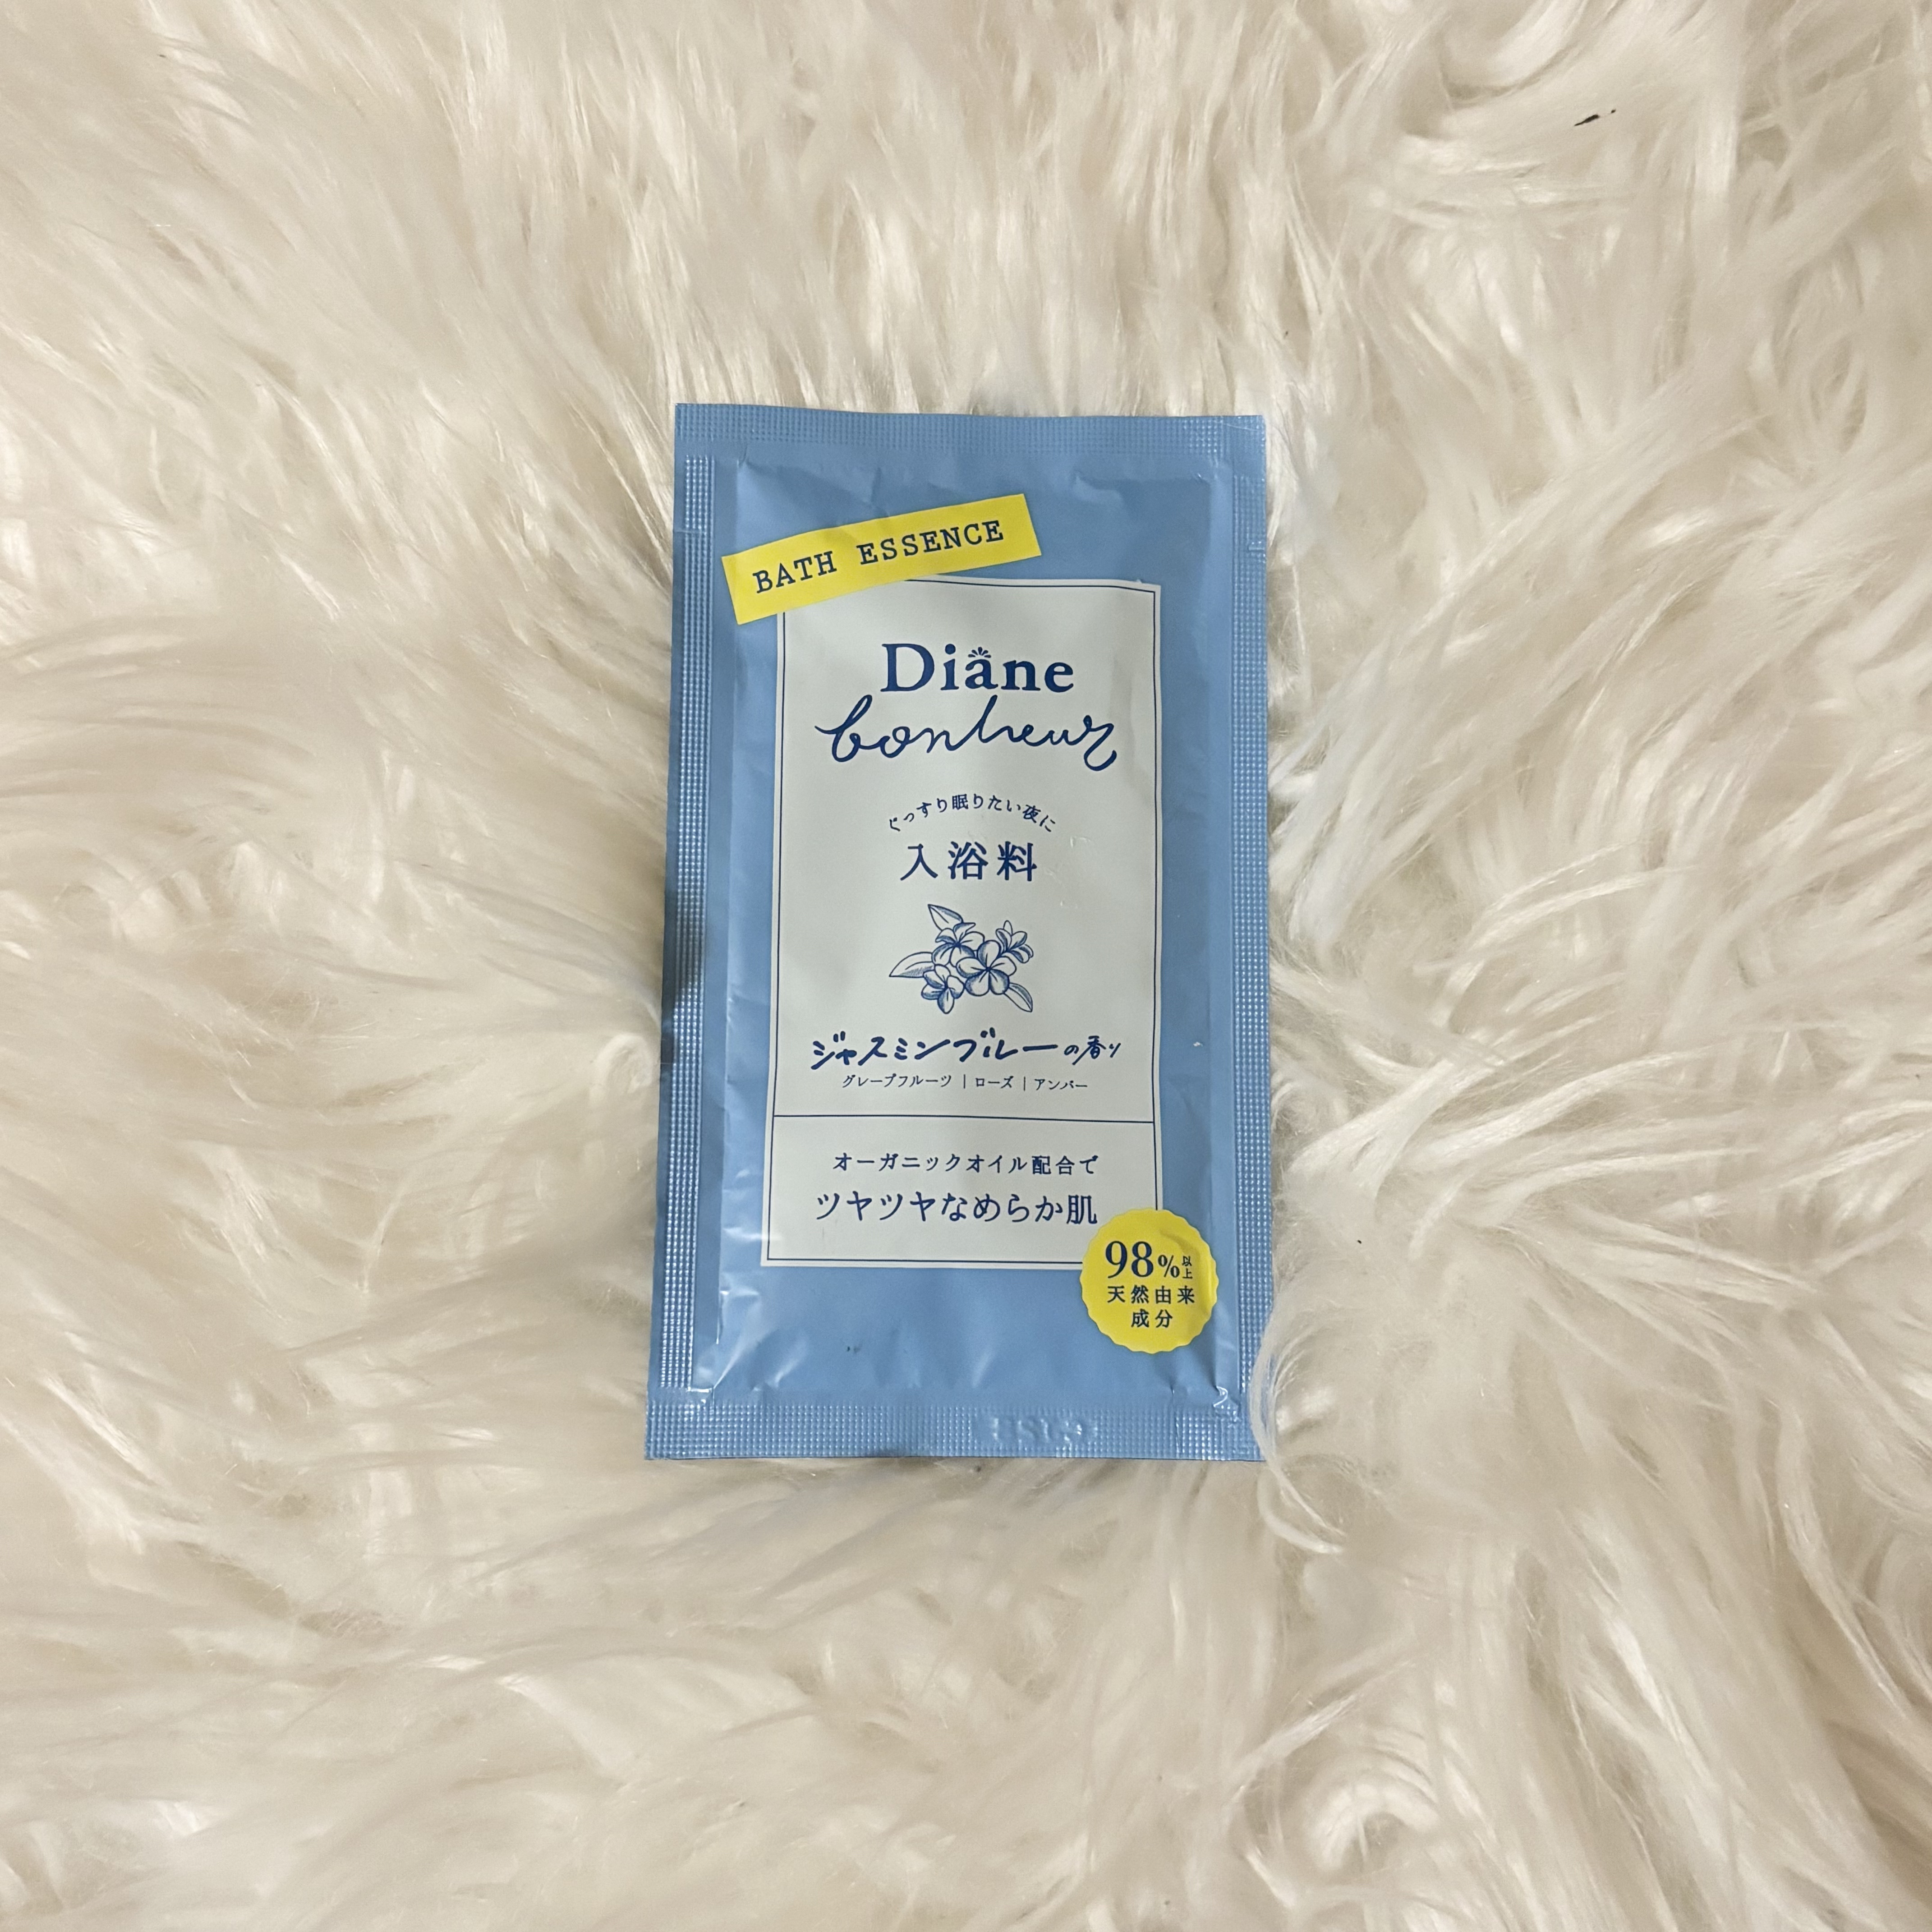 BATH ESSENCE
Diane
bonheur
ぐっすり眠りたい夜に
入浴料
ジャスミンブルーの香り
グレープフルーツ | ローズ | アンバー
オーガニックオイル配合で
ツヤツヤなめらか肌
98%以上
天然由来
成分